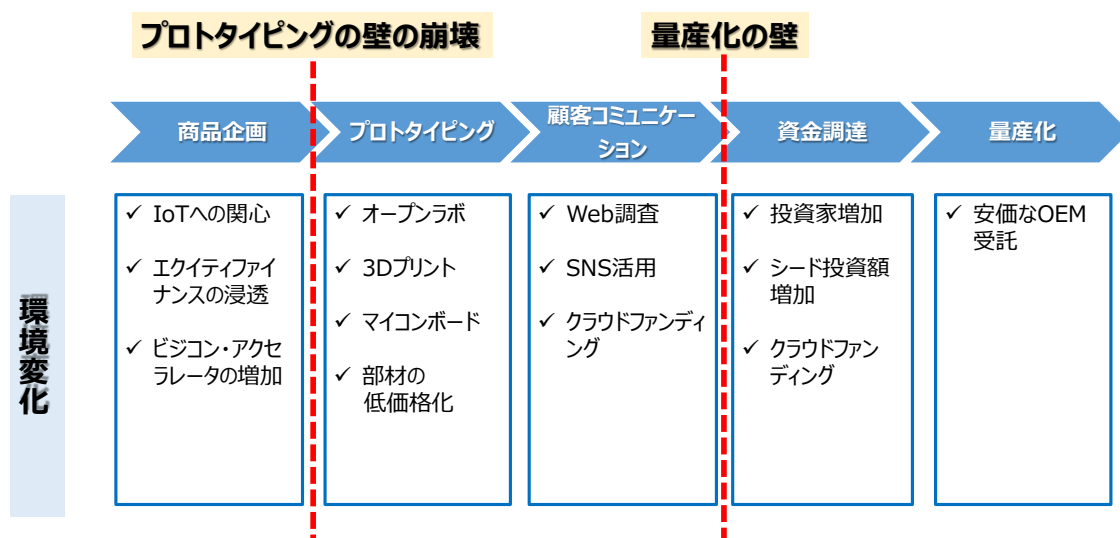 プロトタイピングの壁の崩壊
量産化の壁
商品企画
プロトタイピング
顧客コミュニケー
ション
資金調達
量産化
環境変化
✓ IoTへの関心
✓ エクイティファイ
ナンスの浸透
✓ ビジコン・アクセ
ラレータの増加
✓ オープンラボ
✓ 3Dプリント
✓ マイコンボード
✓ 部材の
低価格化
✓ Web調査
✓ SNS活用
✓ クラウドファンディ
ング
✓ 投資家増加
✓ シード投資額
増加
✓ クラウドファン
ディング
✓ 安価なOEM
受託